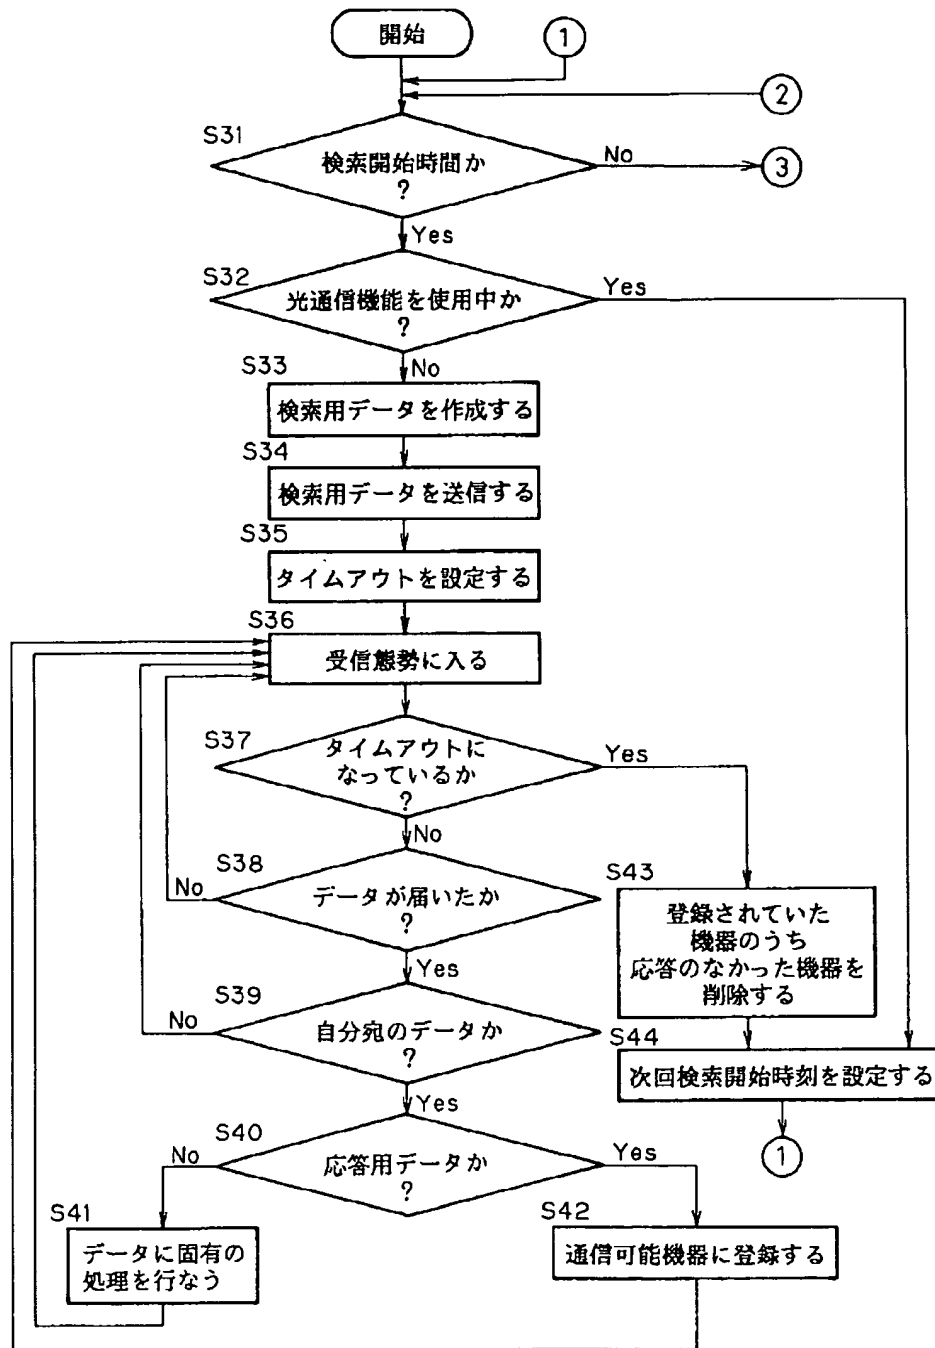 開始
1
2
S31
検索開始時間か
?
No
3
Yes
S32
光通信機能を使用中か
?
Yes
No
S33
検索用データを作成する
S34
検索用データを送信する
S35
タイムアウトを設定する
S36
受信態勢に入る
S37
タイムアウトに
なっているか
?
Yes
No
S38
データが届いたか
?
No
Yes
S43
登録されていた
機器のうち
応答のなかった機器を
削除する
S39
自分宛のデータか
?
No
Yes
S44
次回検索開始時刻を設定する
1
S40
応答用データか
?
No
Yes
S41
データに固有の
処理を行なう
S42
通信可能機器に登録する